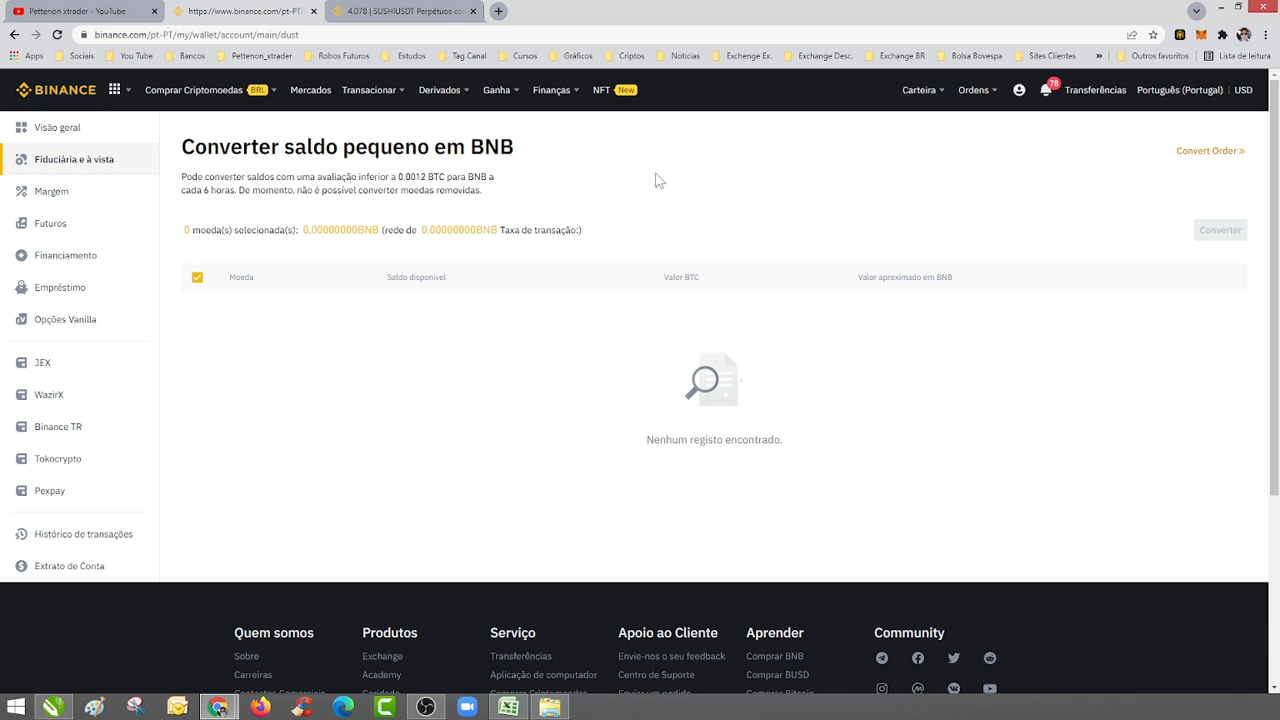 Pettenon xtrader - YouTube
https://www.binance.com/pt-PT/m
4.078 | SUSHIUSDT Perpétuos co
binance.com/pt-PT/my/wallet/account/main/dust
Apps
Sociais
You Tube
Bancos
Pettenon_xtrader
Robos Futuros
Estudos
Tag Canal
Cursos
Gráficos
Criptos
Noticias
Exchenge Ex.
Exchange Desc.
Exchange BR
Bolsa Bovespa
Sites Clientes
»
Outros favoritos
Lista de leitura
BINANCE
Comprar Criptomoedas
BRL
Mercados
Transacionar
Derivados
Ganha
Finanças
NFT
New
Carteira
Ordens
78
Transferências
Português (Portugal)
USD
Visão geral
Fiduciária e à vista
Margem
Futuros
Financiamento
Empréstimo
Opções Vanilla
JEX
WazirX
Binance TR
Tokocrypto
Pexpay
Histórico de transações
Extrato de Conta
Converter saldo pequeno em BNB
Convert Order »
Pode converter saldos com uma avaliação inferior a 0.0012 BTC para BNB a
cada 6 horas. De momento, não é possível converter moedas removidas.
0 moeda(s) selecionada(s): 0,00000000BNB (rede de 0.00000000BNB Taxa de transação:)
Converter
Moeda
Saldo disponível
Valor BTC
Valor aproximado em BNB
Nenhum registo encontrado.
Quem somos
Produtos
Serviço
Apoio ao Cliente
Aprender
Community
Sobre
Exchange
Transferências
Envie-nos o seu feedback
Comprar BNB
Carreiras
Academy
Aplicação de computador
Centro de Suporte
Comprar BUSD